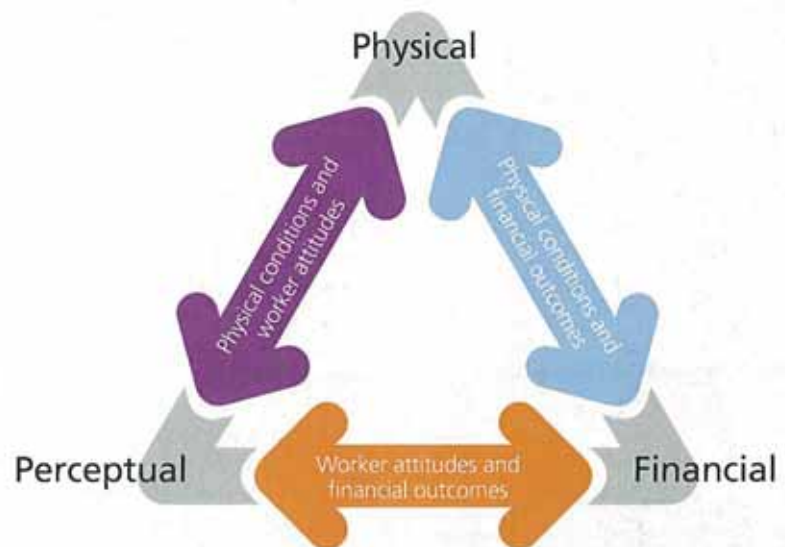 Physical
Physical conditions and
worker attitudes
Physical conditions and
financial outcomes
Perceptual
Worker attitudes and
financial outcomes
Financial